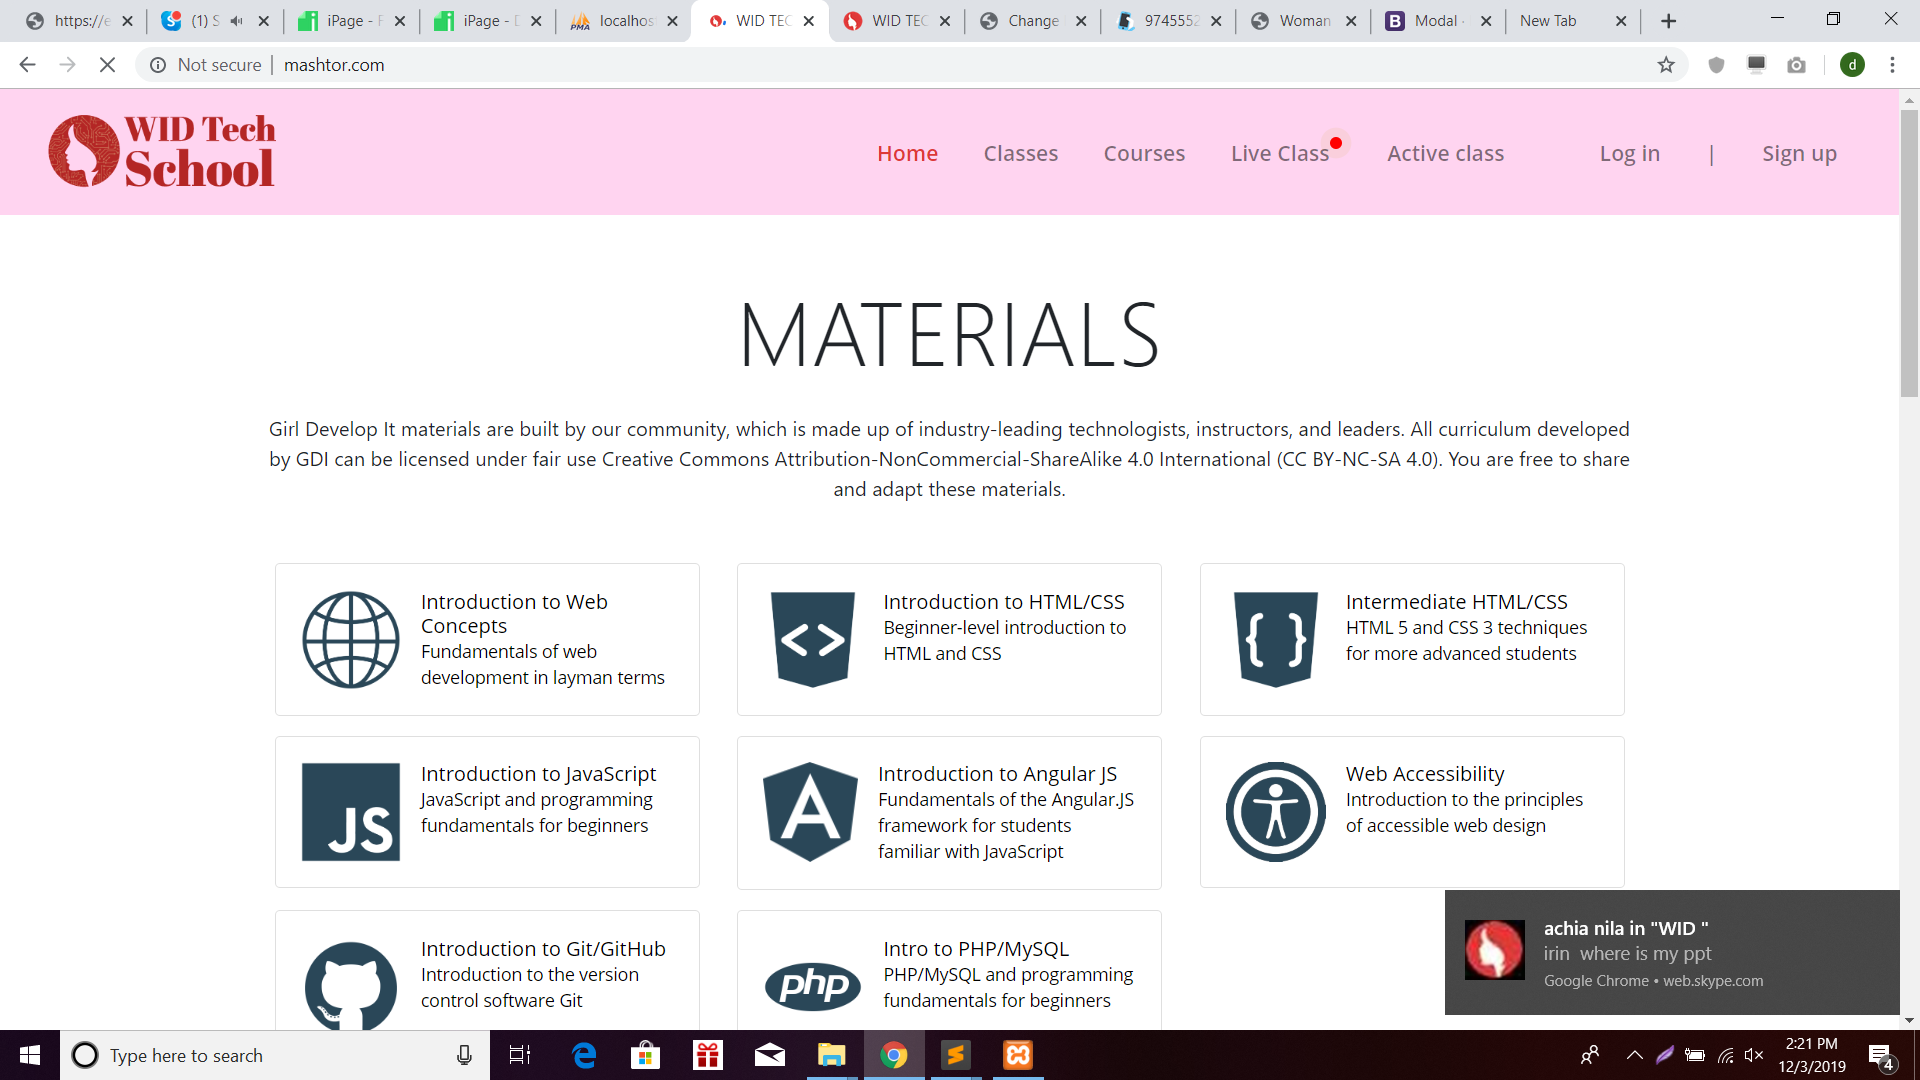 https://e
(1) S
iPage - F
iPage - D
localhos
WID TEC
WID TEC
Change
9745552
Woman
Modal
New Tab
Not secure | mashtor.com
d
WID Tech
School
Home
Classes
Courses
Live Class
Active class
Log in
|
Sign up
MATERIALS
Girl Develop It materials are built by our community, which is made up of industry-leading technologists, instructors, and leaders. All curriculum developed
by GDI can be licensed under fair use Creative Commons Attribution-NonCommercial-ShareAlike 4.0 International (CC BY-NC-SA 4.0). You are free to share
and adapt these materials.
Introduction to Web
Concepts
Fundamentals of web
development in layman terms
Introduction to HTML/CSS
Beginner-level introduction to
HTML and CSS
Intermediate HTML/CSS
HTML 5 and CSS 3 techniques
for more advanced students
JS
Introduction to JavaScript
JavaScript and programming
fundamentals for beginners
Introduction to Angular JS
Fundamentals of the Angular.JS
framework for students
familiar with JavaScript
Web Accessibility
Introduction to the principles
of accessible web design
Introduction to Git/GitHub
Introduction to the version
control software Git
php
Intro to PHP/MySQL
PHP/MySQL and programming
fundamentals for beginners
achia nila in "WID "
irin  where is my ppt
Google Chrome • web.skype.com
Type here to search
2:21 PM
12/3/2019
4